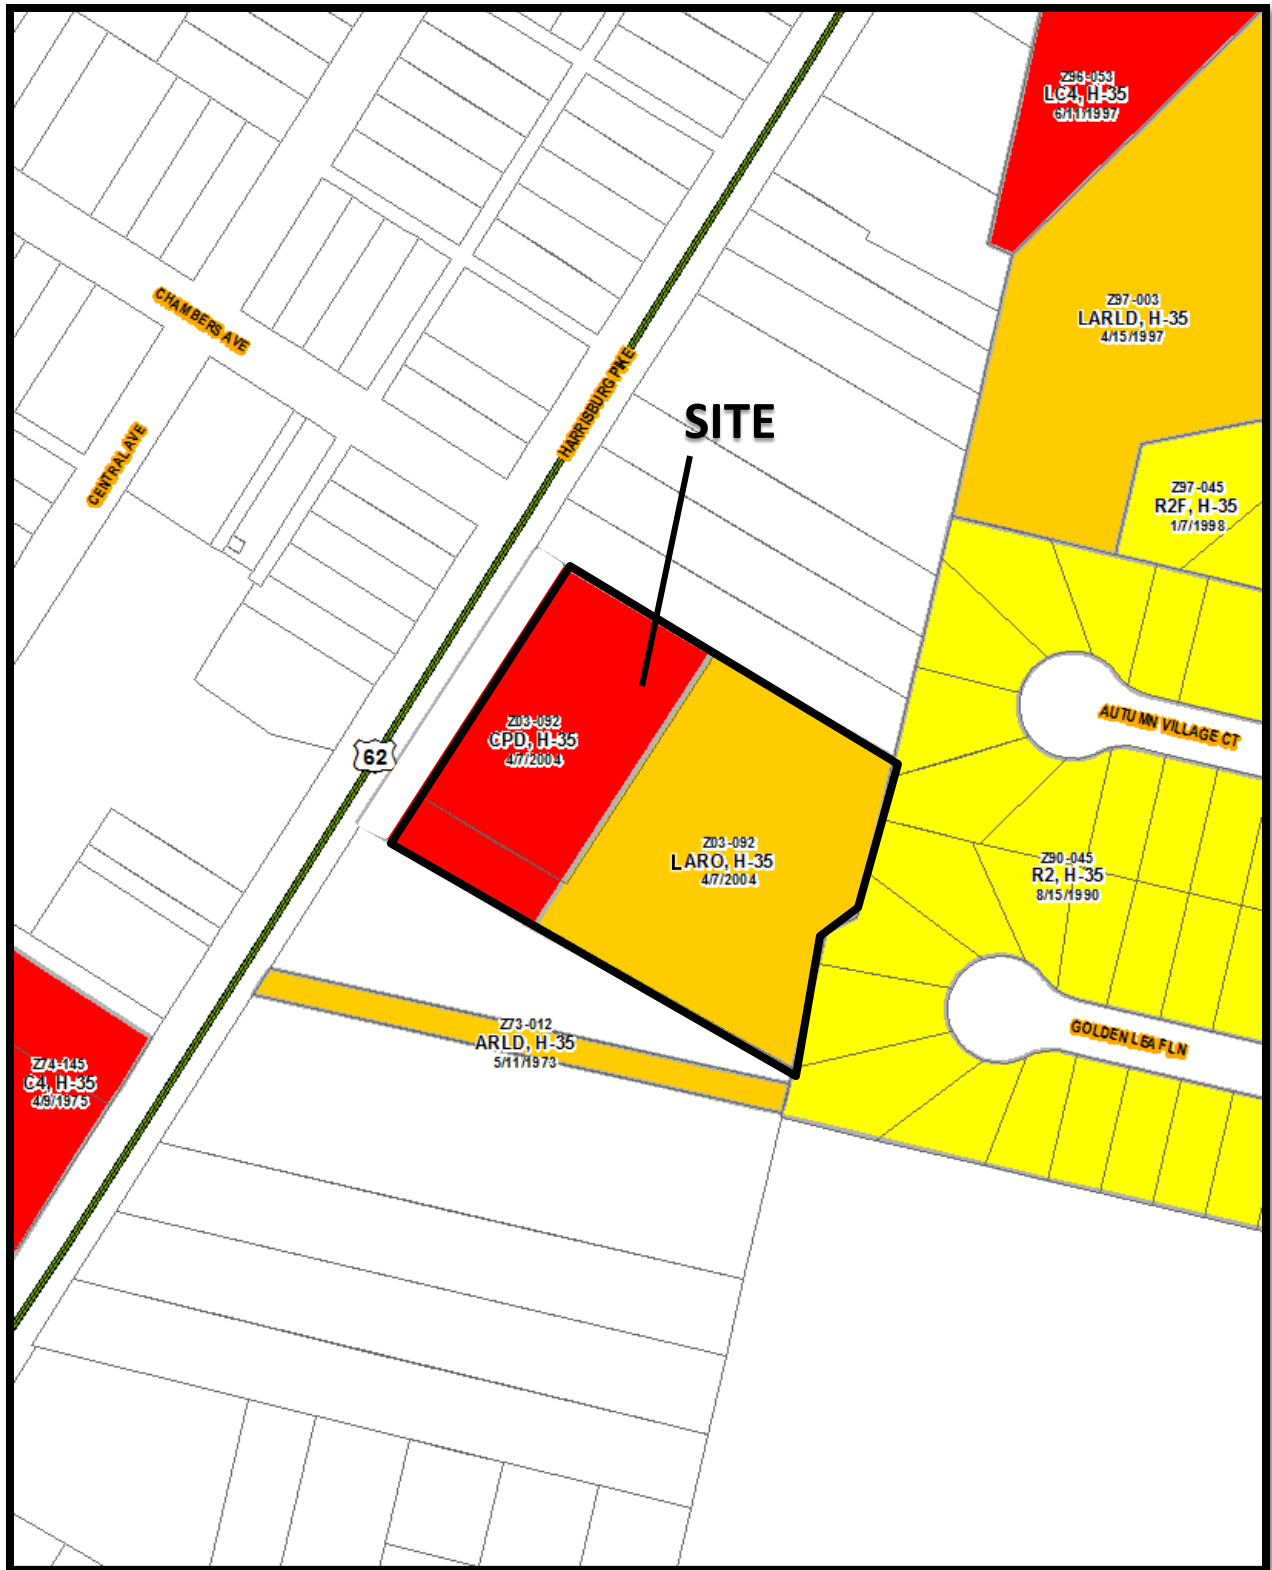 Z96-053
LC4, H-35
6/11/1997
Z97-003
LARLD, H-35
4/15/1997
CHAMBERS AVE
HARRISBURG PIKE
SITE
CENTRAL AVE
Z97-045
R2F, H-35
1/7/1998
AUTUMN VILLAGE CT
Z03-092
CPD, H-35
4/7/2004
62
Z03-092
LARO, H-35
4/7/2004
Z90-045
R2, H-35
8/15/1990
Z73-012
ARLD, H-35
5/11/1973
GOLDEN LEAF LN
Z74-145
C4, H-35
4/9/1975